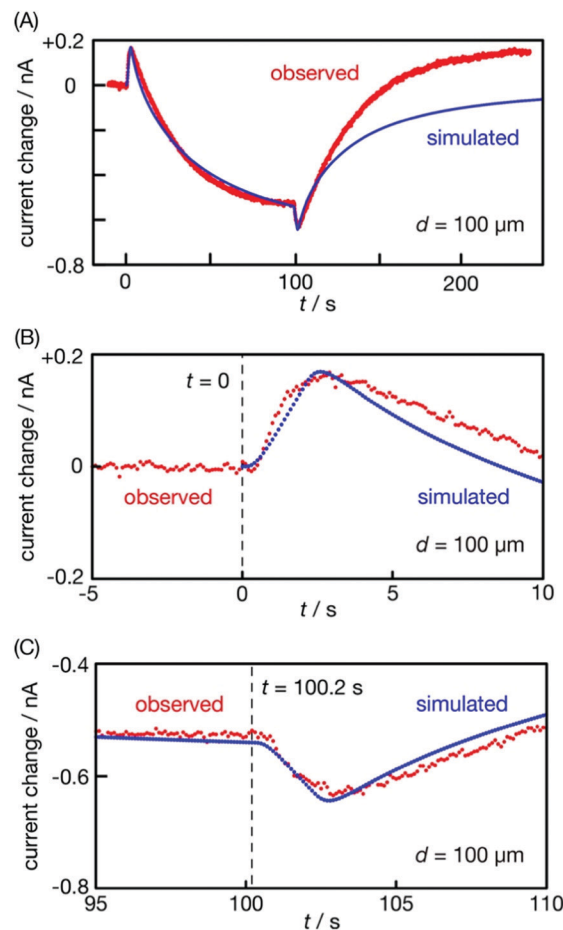 (A)
+0.2
0
-0.8
current change / nA
observed
simulated
d = 100 μm
0
100
200
t / s
(B)
+0.2
0
-0.2
current change / nA
t = 0
observed
simulated
d = 100 μm
-5
0
5
10
t / s
(C)
-0.4
-0.6
-0.8
current change / nA
observed
t = 100.2 s
simulated
d = 100 μm
95
100
105
110
t / s